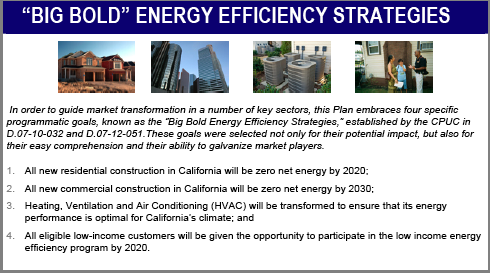 “BIG BOLD” ENERGY EFFICIENCY STRATEGIES
In order to guide market transformation in a number of key sectors, this Plan embraces four specific
programmatic goals, known as the “Big Bold Energy Efficiency Strategies,” established by the CPUC in
D.07-10-032 and D.07-12-051.These goals were selected not only for their potential impact, but also for
their easy comprehension and their ability to galvanize market players.
1. All new residential construction in California will be zero net energy by 2020;
2. All new commercial construction in California will be zero net energy by 2030;
3. Heating, Ventilation and Air Conditioning (HVAC) will be transformed to ensure that its energy
performance is optimal for California’s climate; and
4. All eligible low-income customers will be given the opportunity to participate in the low income energy
efficiency program by 2020.